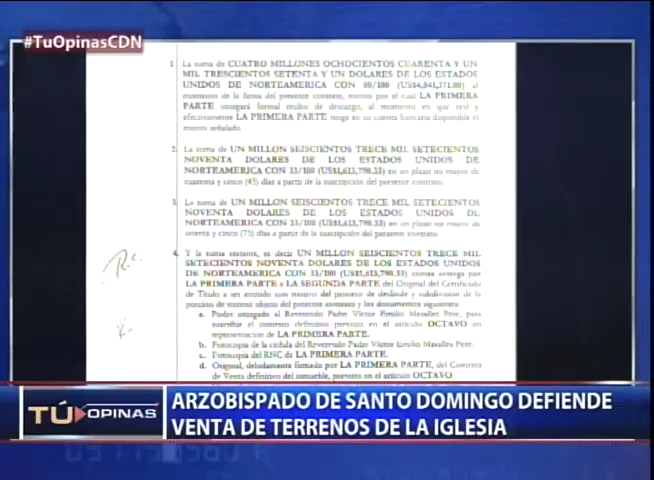 #TuOpinasCDN
1. La suma de CUATRO MILLONES OCHOCIENTOS CUARENTA Y UN
MIL TRESCIENTOS SETENTA Y UN DOLARES DE LOS ESTADOS
UNIDOS DE NORTEAMERICA CON 00/100 (US$4,841,371.00) al
momento de la firma del presente contrato, monto por el cual LA PRIMERA
PARTE otorgará formal recibo de descargo, al momento en que real y
efectivamente LA PRIMERA PARTE tenga en su cuenta bancaria disponible el
monto señalado.
2. La suma de UN MILLON SEISCIENTOS TRECE MIL SETECIENTOS
NOVENTA DOLARES DE LOS ESTADOS UNIDOS DE
NORTEAMERICA CON 33/100 (US$1,613,790.33) en un plazo no mayor de
cuarenta y cinco (45) días a partir de la suscripción del presente contrato.
3. La suma de UN MILLON SEISCIENTOS TRECE MIL SETECIENTOS
NOVENTA DOLARES DE LOS ESTADOS UNIDOS DE
NORTEAMERICA CON 33/100 (US$1,613,790.33) en un plazo no mayor de
setenta y cinco (75) días a partir de la suscripción del presente contrato.
4. Y la suma restante, es decir UN MILLON SEISCIENTOS TRECE MIL
SETECIENTOS NOVENTA DOLARES DE LOS ESTADOS UNIDOS DE
NORTEAMERICA CON 33/100 (US$1,613,790.33) contra entrega por
LA PRIMERA PARTE a LA SEGUNDA PARTE del Original del Certificado
de Título a ser emitido con motivo del proceso de deslinde y subdivisión de la
porción de terreno objeto del presente contrato y los documentos siguientes:
a. Poder otorgado al Reverendo Padre Víctor Emilio Masalles Pere, para
suscribir el contrato definitivo previsto en el artículo OCTAVO en
representación de LA PRIMERA PARTE.
b. Fotocopia de la cédula del Reverendo Padre Víctor Emilio Masalles Pere.
c. Fotocopia del RNC de LA PRIMERA PARTE.
d. Original, debidamente firmado por LA PRIMERA PARTE, del Contrato
de Venta definitivo del inmueble, previsto en el artículo OCTAVO
R.C.
TÚ OPINAS
ARZOBISPADO DE SANTO DOMINGO DEFIENDE
VENTA DE TERRENOS DE LA IGLESIA